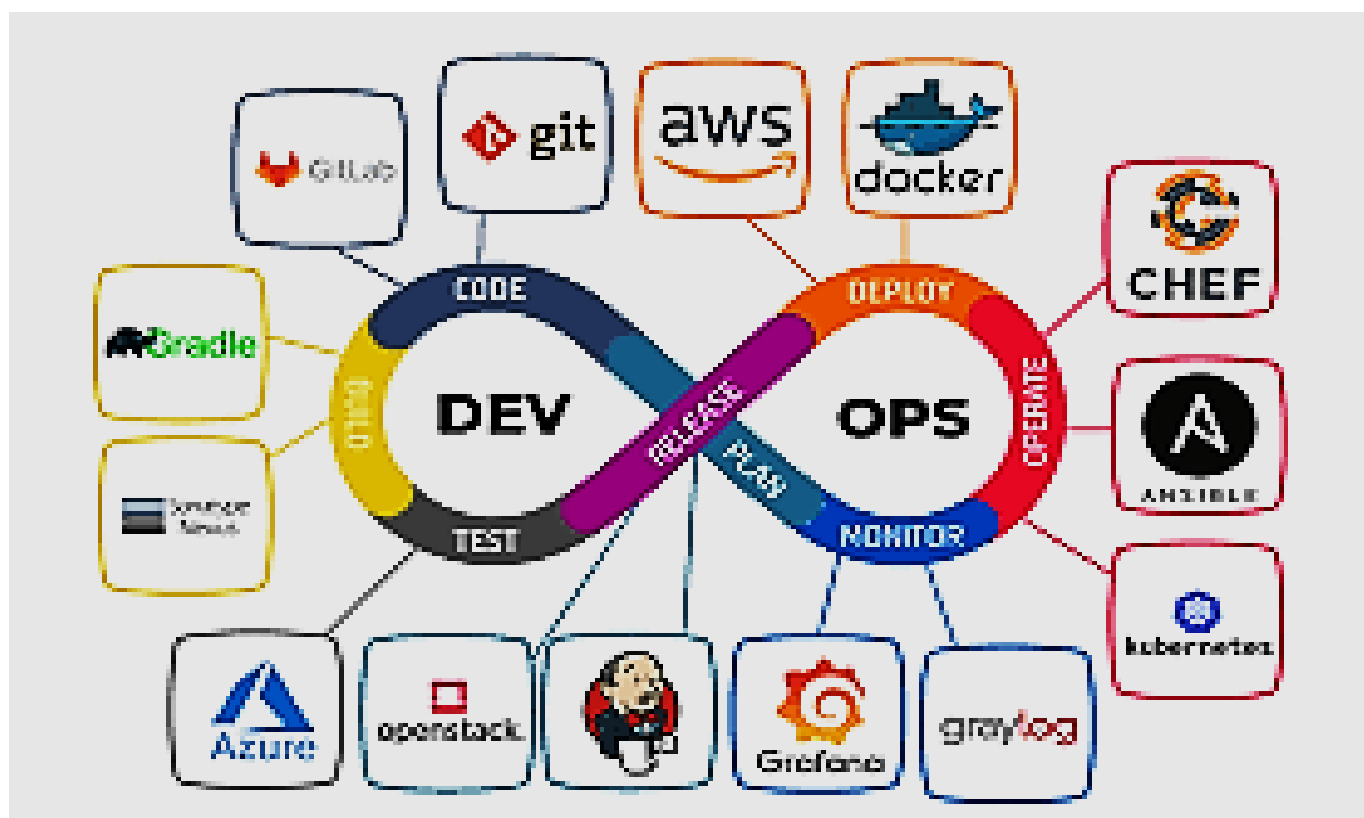 GitLab
git
aws
docker
CHEF
Gradle
CODE
DEPLOY
BUILD
DEV
RELEASE
PLAN
OPS
OPERATE
ANSIBLE
TEST
MONITOR
Azure
openstack.
Grafana
graylog
kubernetes